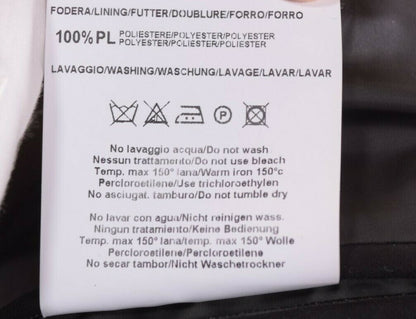 FODERA/LINING/FUTTER/DOUBLURE/FORRO/FORRO
100% PL POLIESTERE/POLYESTER/POLYESTER
POLYESTER/POLIESTER/POLIESTER
LAVAGGIO/WASHING/WASCHUNG/LAVAGE/LAVAR/LAVAR
P
No lavaggio acqua/Do not wash
Nessun trattamento/Do not use bleach
Temp. max 150° lana/Warm iron 150°c
Percloroetilene/Use trichloroethylen
No asciugat. tamburo/Do not tumble dry
No lavar con agua/Nicht reinigen wass.
Ningun tratamiento/Keine Bedienung
Temp. max 150° lana/temp. max 150° Wolle
Percloroetilene/Percloroetilene
No secar tambor/Nicht Waschetrockner